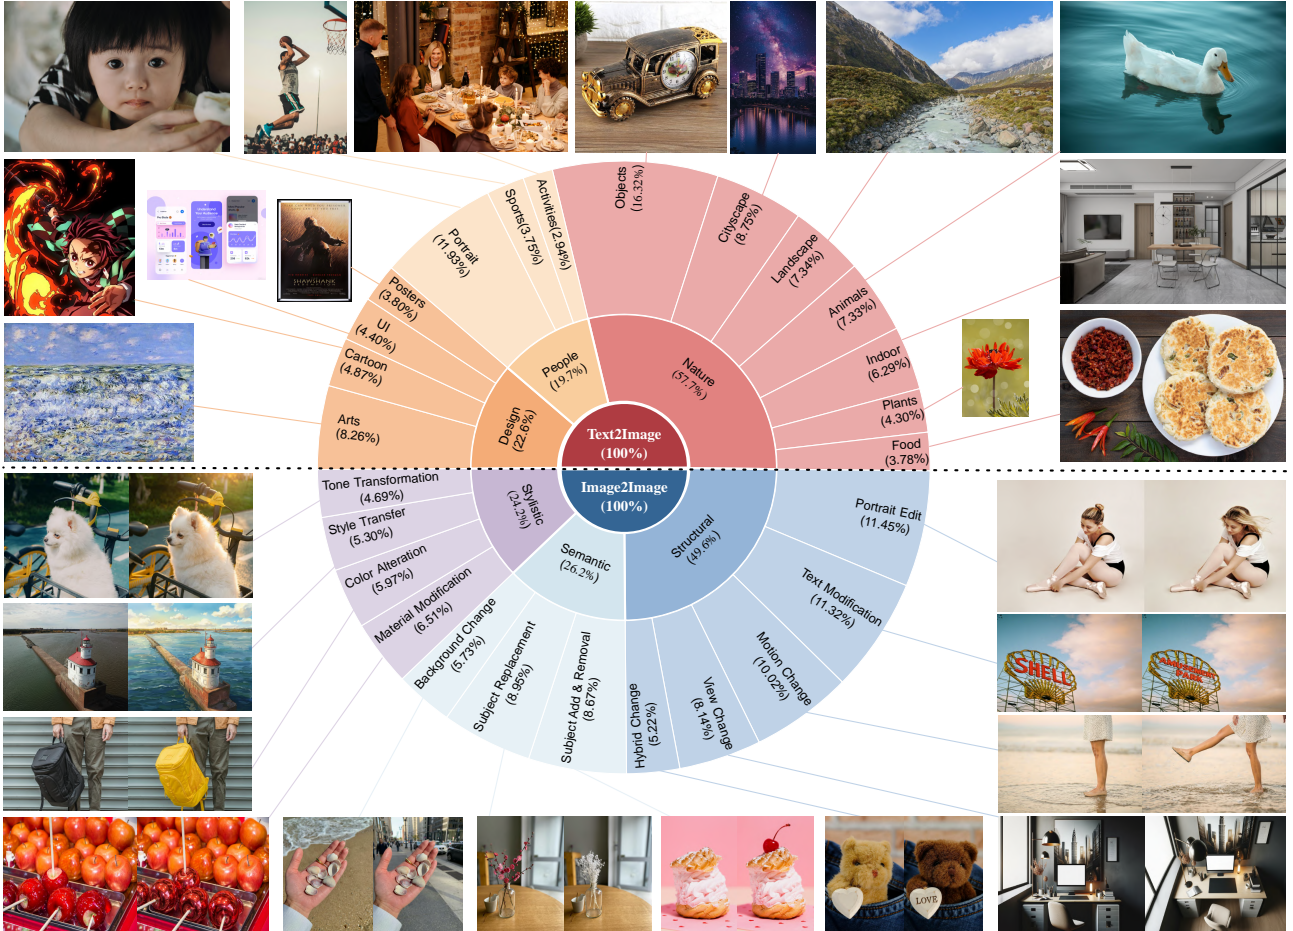 Objects
(16.32%)
Cityscape
(8.75%)
Landscape
(7.34%)
Animals
(7.33%)
Indoor
(6.29%)
Plants
(4.30%)
Food
(3.78%)
Activities(2.94%)
Sports(3.75%)
Portrait
(11.93%)
Posters
(3.80%)
UI
(4.40%)
Cartoon
(4.87%)
Arts
(8.26%)
People
(19.7%)
Nature
(57.7%)
Design
(22.6%)
Text2Image
(100%)
Image2Image
(100%)
Stylistic
(24.2%)
Semantic
(26.2%)
Structural
(49.6%)
Tone Transformation
(4.69%)
Style Transfer
(5.30%)
Color Alteration
(5.97%)
Material Modification
(6.51%)
Background Change
(5.73%)
Subject Replacement
(8.95%)
Subject Add & Removal
(8.67%)
Hybrid Change
(5.22%)
View Change
(8.14%)
Motion Change
(10.02%)
Text Modification
(11.32%)
Portrait Edit
(11.45%)
SHAWSHANK
SHELL
AMUSEMENT
PARK
LOVE